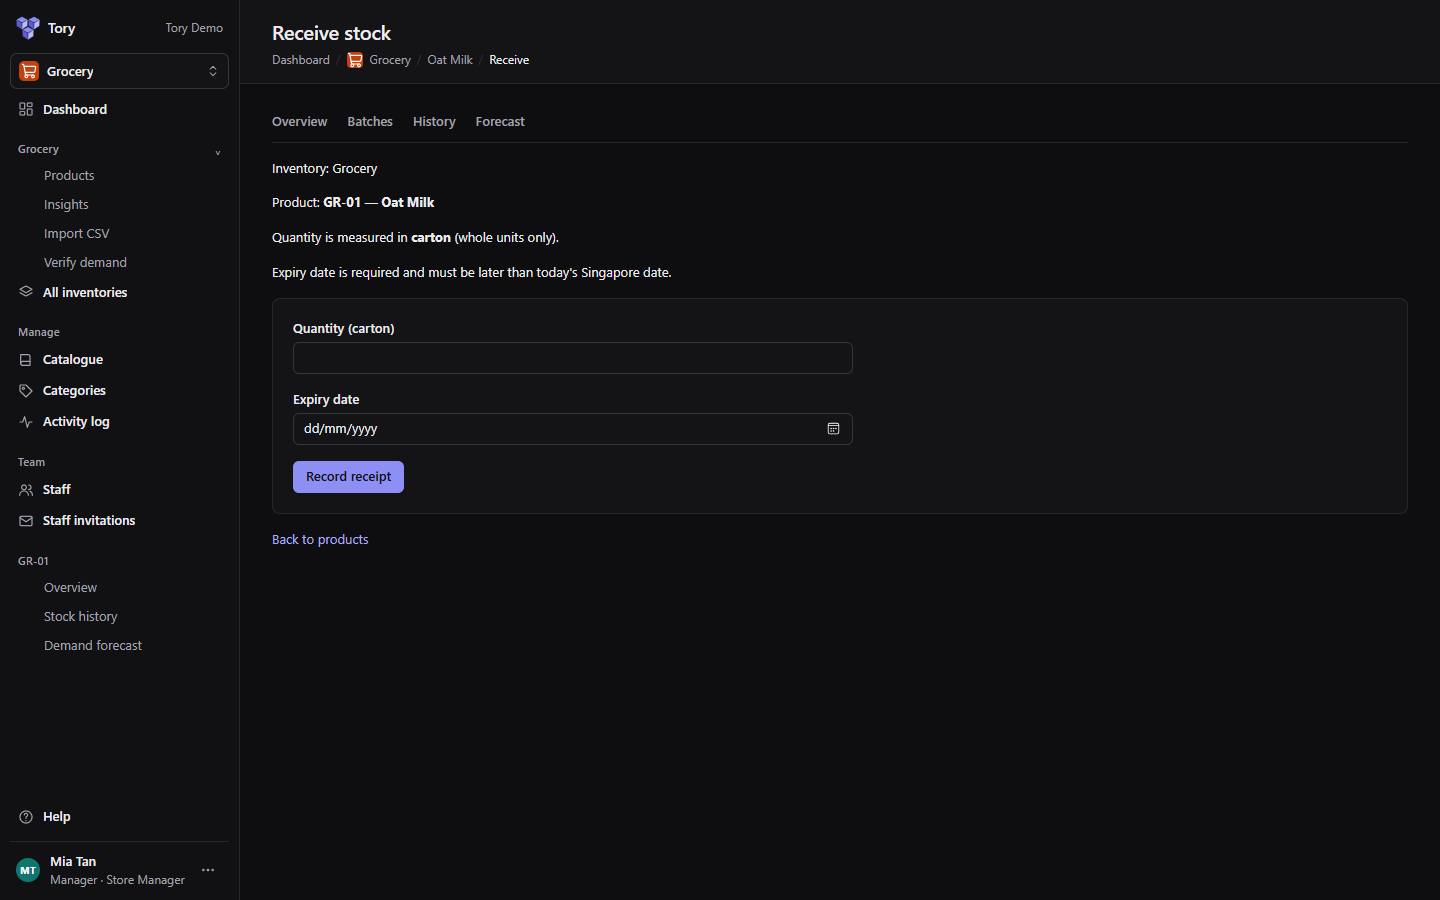 Tory
Tory Demo
Grocery
Dashboard
Grocery
Products
Insights
Import CSV
Verify demand
All inventories
Manage
Catalogue
Categories
Activity log
Team
Staff
Staff invitations
GR-01
Overview
Stock history
Demand forecast
Help
MT
Mia Tan
Manager · Store Manager
Receive stock
Dashboard / Grocery / Oat Milk / Receive
Overview Batches History Forecast
Inventory: Grocery
Product: GR-01 — Oat Milk
Quantity is measured in carton (whole units only).
Expiry date is required and must be later than today's Singapore date.
Quantity (carton)
Expiry date
dd/mm/yyyy
Record receipt
Back to products